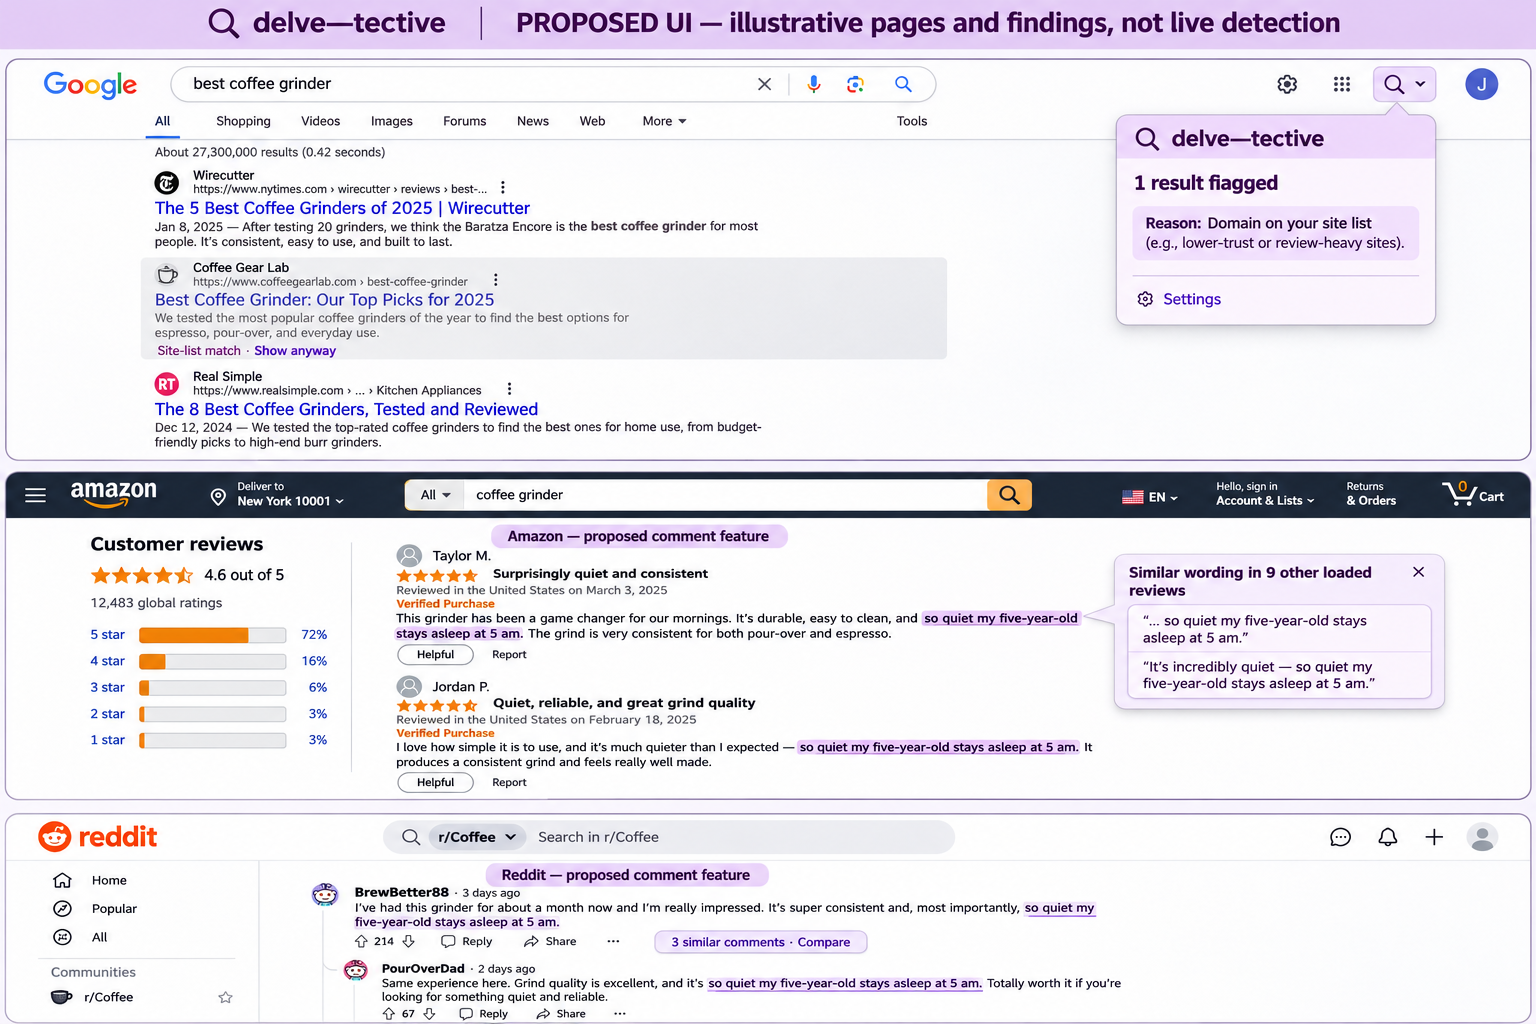 delve—tective
PROPOSED UI — illustrative pages and findings, not live detection
Google
best coffee grinder
J
All Shopping Videos Images Forums News Web More Tools
About 27,300,000 results (0.42 seconds)
T
Wirecutter
https://www.nytimes.com › wirecutter › reviews › best-...
The 5 Best Coffee Grinders of 2025 | Wirecutter
Jan 8, 2025 — After testing 20 grinders, we think the Baratza Encore is the best coffee grinder for most
people. It's consistent, easy to use, and built to last.
Coffee Gear Lab
https://www.coffeegearlab.com › best-coffee-grinder
Best Coffee Grinder: Our Top Picks for 2025
We tested the most popular coffee grinders of the year to find the best options for
espresso, pour-over, and everyday use.
Site-list match · Show anyway
RT
Real Simple
https://www.realsimple.com › ... › Kitchen Appliances
The 8 Best Coffee Grinders, Tested and Reviewed
Dec 12, 2024 — We tested the top-rated coffee grinders to find the best ones for home use, from budget-
friendly picks to high-end burr grinders.
delve—tective
1 result fiagged
Reason: Domain on your site list
(e.g., lower-trust or review-heavy sites).
Settings
amazon
Deliver to
New York 10001
All
coffee grinder
EN
Hello, sign in
Account & Lists
Returns
& Orders
0
Cart
Customer reviews
4.6 out of 5
12,483 global ratings
5 star 72%
4 star 16%
3 star 6%
2 star 3%
1 star 3%
Amazon — proposed comment feature
Taylor M.
Surprisingly quiet and consistent
Reviewed in the United States on March 3, 2025
Verified Purchase
This grinder has been a game changer for our mornings. It's durable, easy to clean, and so quiet my five-year-old
stays asleep at 5 am. The grind is very consistent for both pour-over and espresso.
Helpful Report
Jordan P.
Quiet, reliable, and great grind quality
Reviewed in the United States on February 18, 2025
Verified Purchase
I love how simple it is to use, and it's much quieter than I expected — so quiet my five-year-old stays asleep at 5 am. It
produces a consistent grind and feels really well made.
Helpful Report
Similar wording in 9 other loaded
reviews
"... so quiet my five-year-old stays
asleep at 5 am."
"It's incredibly quiet — so quiet my
five-year-old stays asleep at 5 am."
reddit
r/Coffee
Search in r/Coffee
Home
Popular
All
Communities
r/Coffee
Reddit — proposed comment feature
BrewBetter88 · 3 days ago
I've had this grinder for about a month now and I'm really impressed. It's super consistent and, most importantly, so quiet my
five-year-old stays asleep at 5 am.
214 Reply Share ···
3 similar comments · Compare
PourOverDad · 2 days ago
Same experience here. Grind quality is excellent, and it's so quiet my five-year-old stays asleep at 5 am. Totally worth it if you're
looking for something quiet and reliable.
67 Reply Share ···